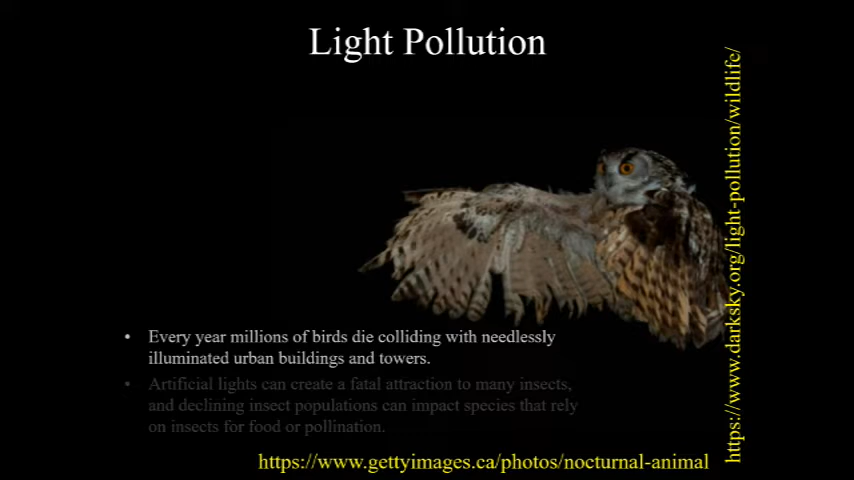 Light Pollution
• Every year millions of birds die colliding with needlessly
illuminated urban buildings and towers.
• Artificial lights can create a fatal attraction to many insects,
and declining insect populations can impact species that rely
on insects for food or pollination.
https://www.gettyimages.ca/photos/nocturnal-animal
https://www.darksky.org/light-pollution/wildlife/